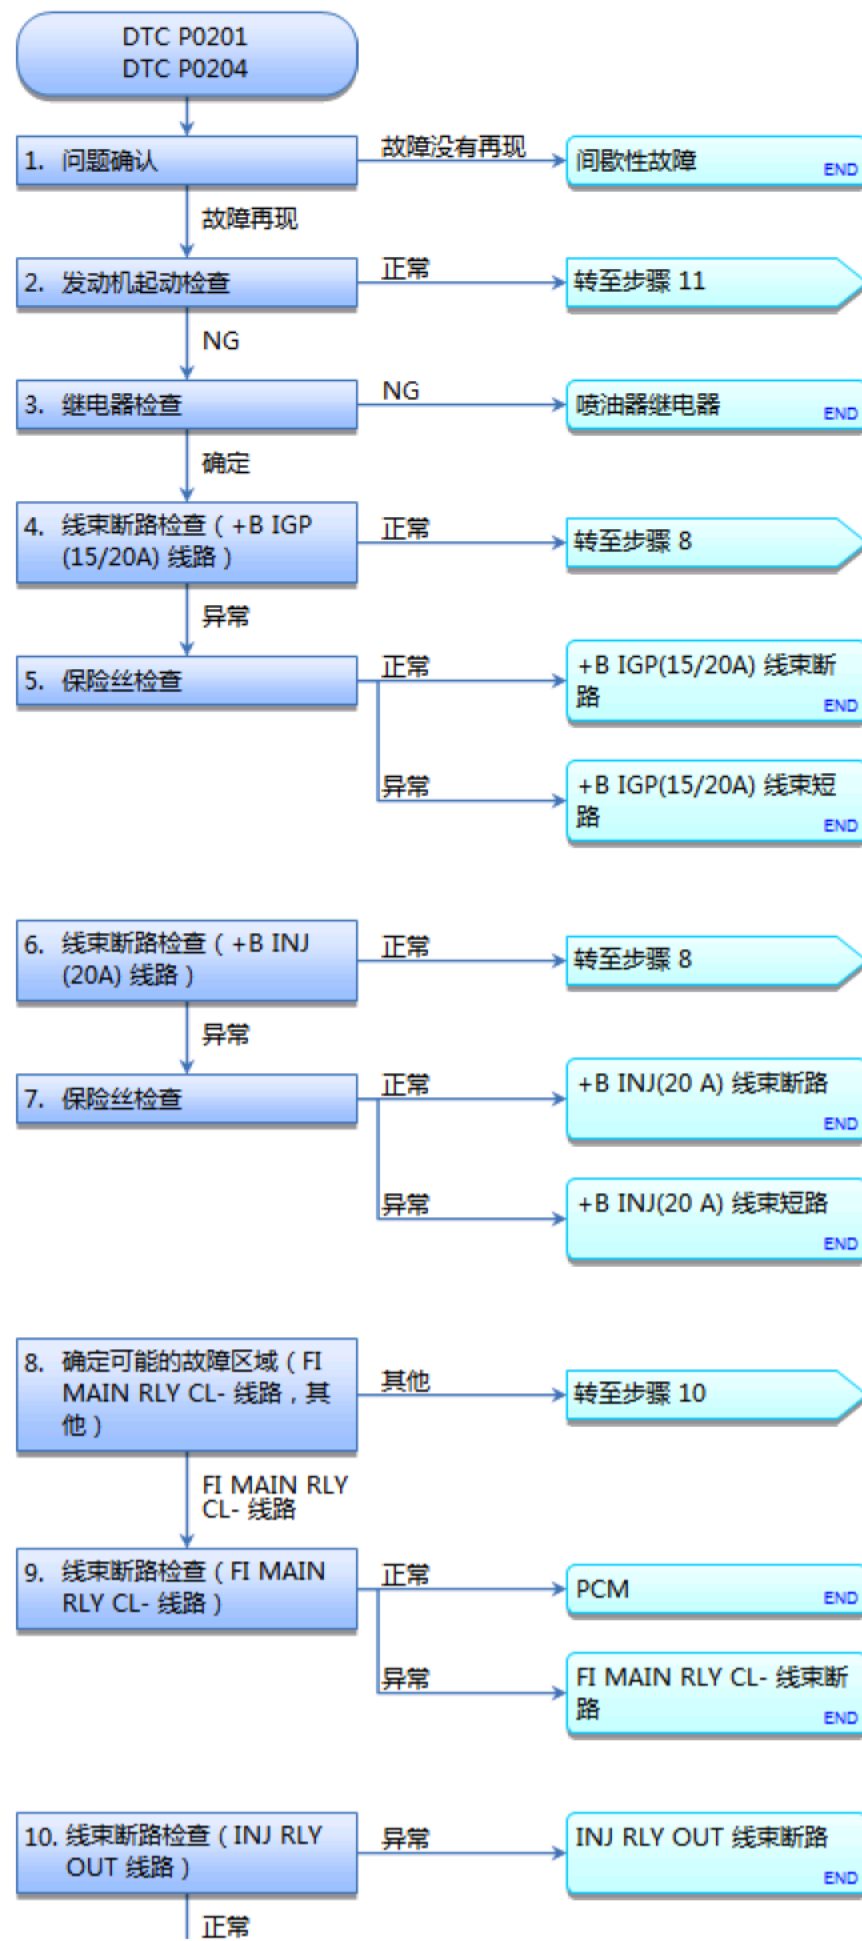 DTC P0201
DTC P0204
1. 问题确认
故障没有再现
间歇性故障
END
故障再现
2. 发动机起动检查
正常
转至步骤 11
NG
3. 继电器检查
NG
喷油器继电器
END
确定
4. 线束断路检查 ( +B IGP
(15/20A) 线路 )
正常
转至步骤 8
异常
5. 保险丝检查
正常
+B IGP(15/20A) 线束断
路
END
异常
+B IGP(15/20A) 线束短
路
END
6. 线束断路检查 ( +B INJ
(20A) 线路 )
正常
转至步骤 8
异常
7. 保险丝检查
正常
+B INJ(20 A) 线束断路
END
异常
+B INJ(20 A) 线束短路
END
8. 确定可能的故障区域 ( FI
MAIN RLY CL- 线路 , 其
他 )
其他
转至步骤 10
FI MAIN RLY
CL- 线路
9. 线束断路检查 ( FI MAIN
RLY CL- 线路 )
正常
PCM
END
异常
FI MAIN RLY CL- 线束断
路
END
10. 线束断路检查 ( INJ RLY
OUT 线路 )
异常
INJ RLY OUT 线束断路
END
正常